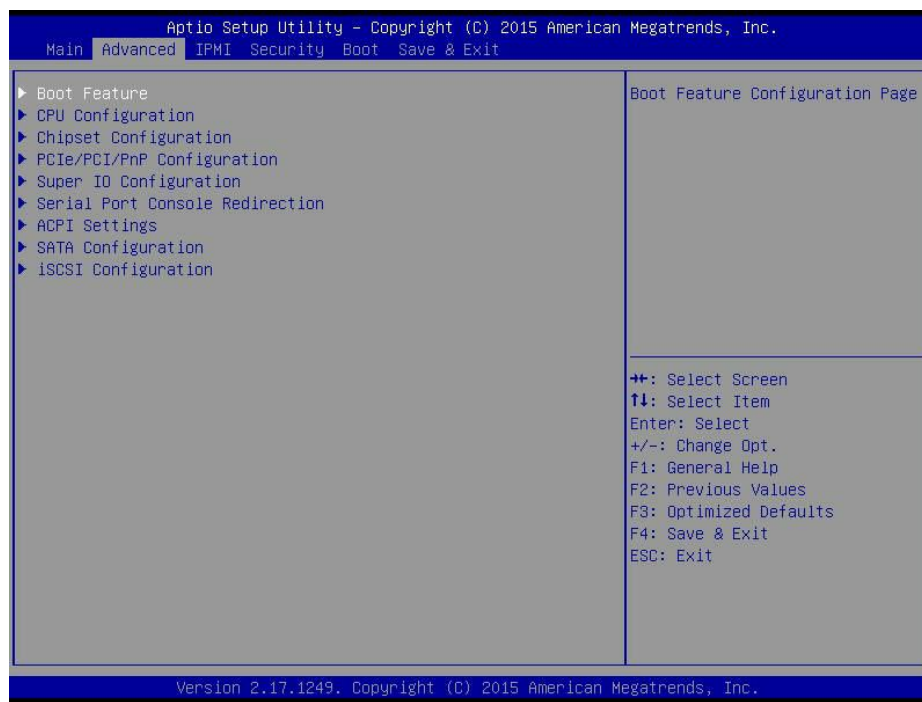 Aptio Setup Utility – Copyright (C) 2015 American Megatrends, Inc.
Main Advanced IPMI Security Boot Save & Exit
Boot Feature
CPU Configuration
Chipset Configuration
PCIe/PCI/PnP Configuration
Super IO Configuration
Serial Port Console Redirection
ACPI Settings
SATA Configuration
iSCSI Configuration
Boot Feature Configuration Page
→←: Select Screen
↑↓: Select Item
Enter: Select
+/-: Change Opt.
F1: General Help
F2: Previous Values
F3: Optimized Defaults
F4: Save & Exit
ESC: Exit
Version 2.17.1249. Copyright (C) 2015 American Megatrends, Inc.